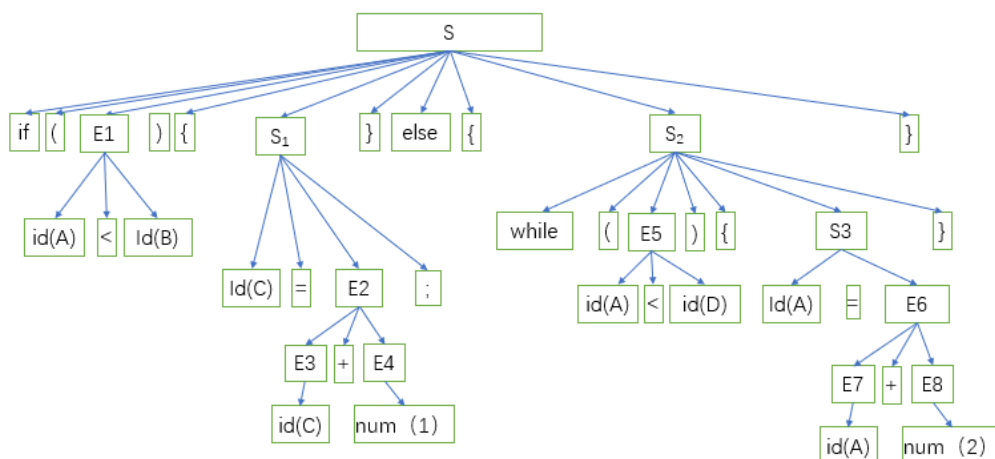 S
if ( E1 ) { S₁ } else { S₂ }
id(A) < Id(B)
while ( E5 ) { S3 }
Id(C) = E2 ;
id(A) < id(D) Id(A) = E6
E3 + E4
E7 + E8
id(C) num（1）
id(A) num（2）